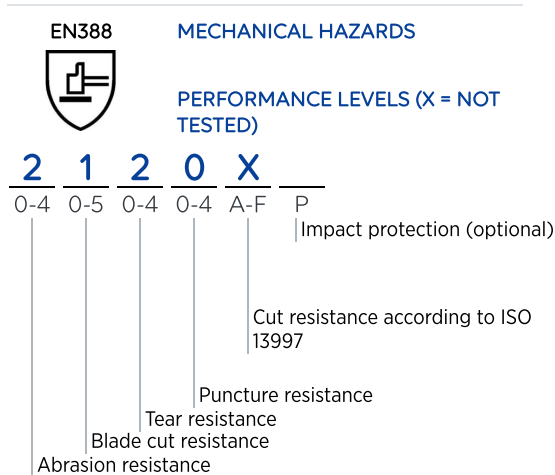 EN388
MECHANICAL HAZARDS
PERFORMANCE LEVELS (X = NOT
TESTED)
2 1 2 0 X
0-4 0-5 0-4 0-4 A-F P
Impact protection (optional)
Cut resistance according to ISO
13997
Puncture resistance
Tear resistance
Blade cut resistance
Abrasion resistance